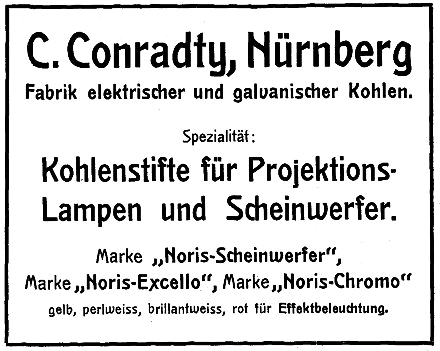 C. Conradty, Nürnberg
Fabrik elektrischer und galvanischer Kohlen.
Spezialität:
Kohlenstifte für Projektions-
Lampen und Scheinwerfer.
Marke „Noris-Scheinwerfer“,
Marke „Noris-Excello“, Marke „Noris-Chromo“
gelb, perlweiss, brillantweiss, rot für Effektbeleuchtung.